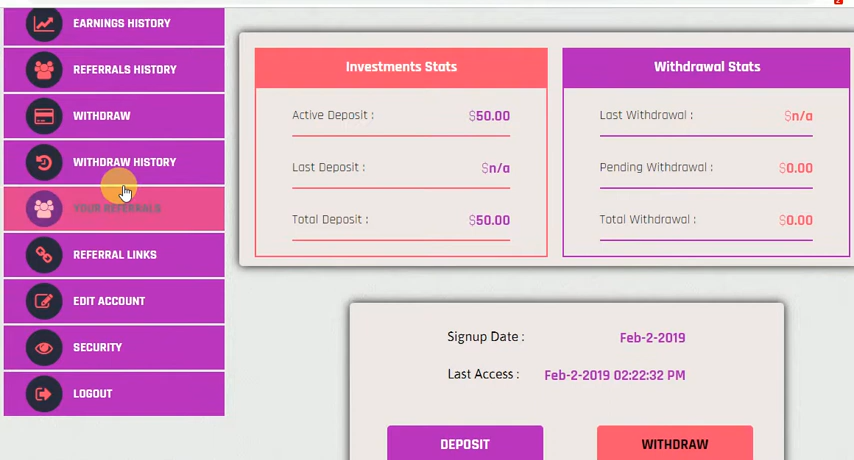 EARNINGS HISTORY
REFERRALS HISTORY
WITHDRAW
WITHDRAW HISTORY
YOUR REFERRALS
REFERRAL LINKS
EDIT ACCOUNT
SECURITY
LOGOUT
2
Investments Stats
Active Deposit : $50.00
Last Deposit : $n/a
Total Deposit : $50.00
Withdrawal Stats
Last Withdrawal : $n/a
Pending Withdrawal : $0.00
Total Withdrawal : $0.00
Signup Date : Feb-2-2019
Last Access : Feb-2-2019 02:22:32 PM
DEPOSIT
WITHDRAW